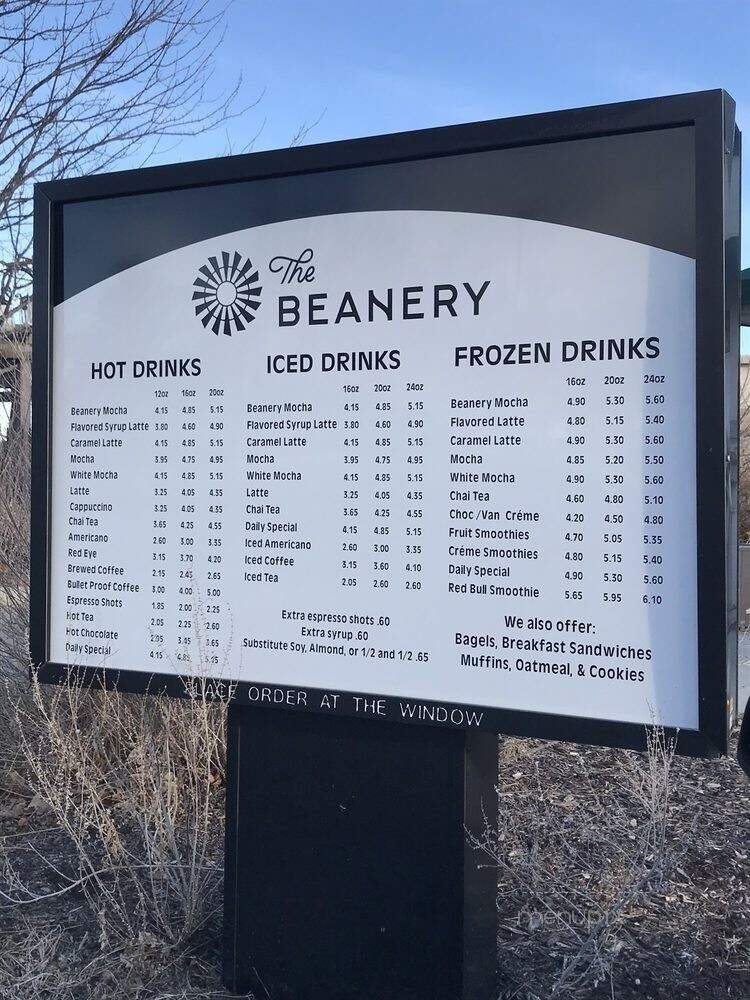 The
BEANERY
HOT DRINKS
12oz 16oz 20oz
Beanery Mocha 4.15 4.85 5.15
Flavored Syrup Latte 3.80 4.60 4.90
Caramel Latte 4.15 4.85 5.15
Mocha 3.95 4.75 4.95
White Mocha 4.15 4.85 5.15
Latte 3.25 4.05 4.35
Cappuccino 3.25 4.05 4.35
Chai Tea 3.65 4.25 4.55
Americano 2.60 3.00 3.35
Red Eye 3.15 3.70 4.20
Brewed Coffee 2.15 2.45 2.65
Bullet Proof Coffee 3.00 4.00 5.00
Espresso Shots 1.85 2.00 2.25
Hot Tea 2.05 2.25 2.60
Hot Chocolate 2.95 3.45 3.65
Daily Special 4.15 4.85 5.15
ICED DRINKS
16oz 20oz 24oz
Beanery Mocha 4.15 4.85 5.15
Flavored Syrup Latte 3.80 4.60 4.90
Caramel Latte 4.15 4.85 5.15
Mocha 3.95 4.75 4.95
White Mocha 4.15 4.85 5.15
Latte 3.25 4.05 4.35
Chai Tea 3.65 4.25 4.55
Daily Special 4.15 4.85 5.15
Iced Americano 2.60 3.00 3.35
Iced Coffee 3.15 3.60 4.10
Iced Tea 2.05 2.60 2.60
Extra espresso shots .60
Extra syrup .60
Substitute Soy, Almond, or 1/2 and 1/2 .65
FROZEN DRINKS
16oz 20oz 24oz
Beanery Mocha 4.90 5.30 5.60
Flavored Latte 4.80 5.15 5.40
Caramel Latte 4.90 5.30 5.60
Mocha 4.85 5.20 5.50
White Mocha 4.90 5.30 5.60
Chai Tea 4.60 4.80 5.10
Choc /Van Créme 4.20 4.50 4.80
Fruit Smoothies 4.70 5.05 5.35
Créme Smoothies 4.80 5.15 5.40
Daily Special 4.90 5.30 5.60
Red Bull Smoothie 5.65 5.95 6.10
We also offer:
Bagels, Breakfast Sandwiches
Muffins, Oatmeal, & Cookies
PLACE ORDER AT THE WINDOW